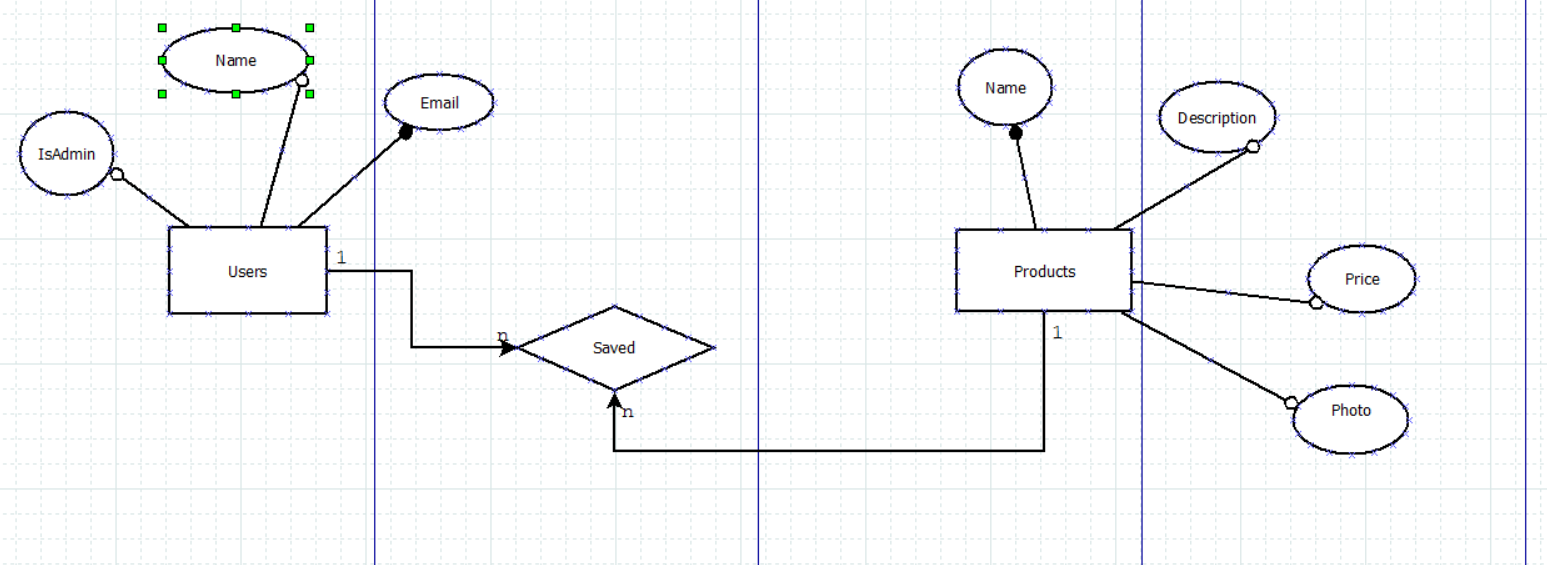 Name
Email
IsAdmin
Users
1
n
Saved
n
Name
Description
Products
1
Price
Photo